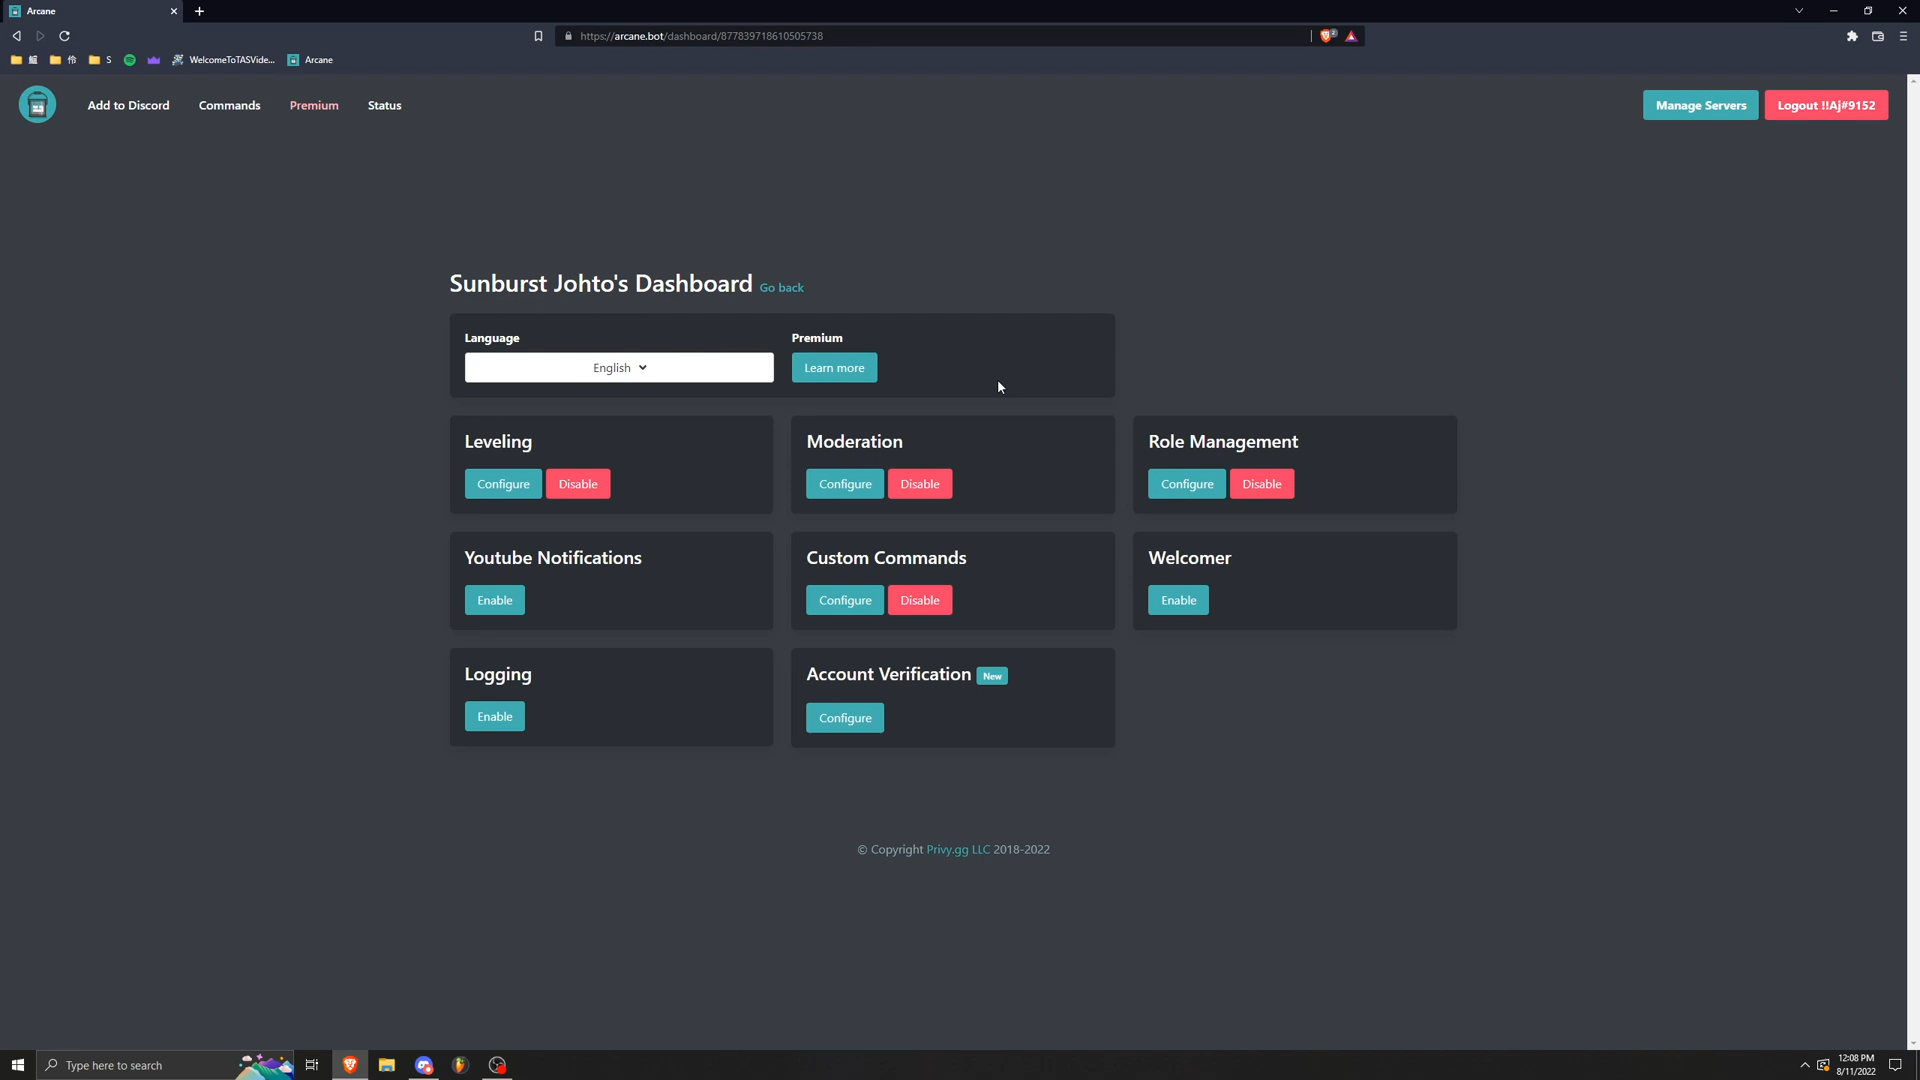 Arcane
https://arcane.bot/dashboard/877839718610505738
S
WelcomeToTASVide...
Arcane
Add to Discord
Commands
Premium
Status
Manage Servers
Logout !!Aj#9152
Sunburst Johto's Dashboard Go back
Language
Premium
English
Learn more
Leveling
Moderation
Role Management
Configure Disable
Configure Disable
Configure Disable
Youtube Notifications
Custom Commands
Welcomer
Enable
Configure Disable
Enable
Logging
Account Verification New
Enable
Configure
© Copyright Privy.gg LLC 2018-2022
Type here to search
12:08 PM
8/11/2022